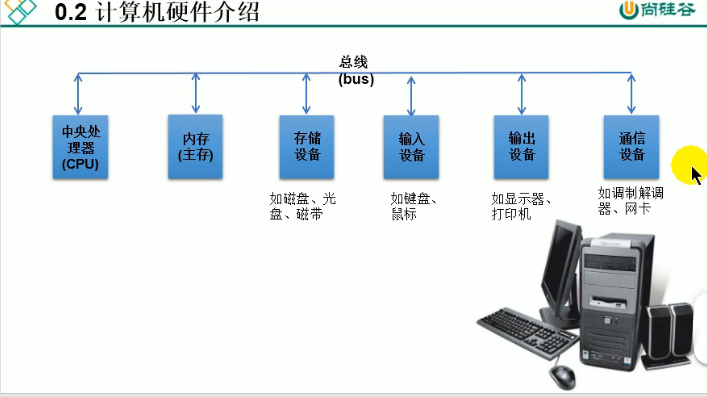 0.2 计算机硬件介绍
尚硅谷
总线
(bus)
中央处
理器
(CPU)
内存
(主存)
存储
设备
输入
设备
输出
设备
通信
设备
如磁盘、光
盘、磁带
如键盘、
鼠标
如显示器、
打印机
如调制解调
器、网卡